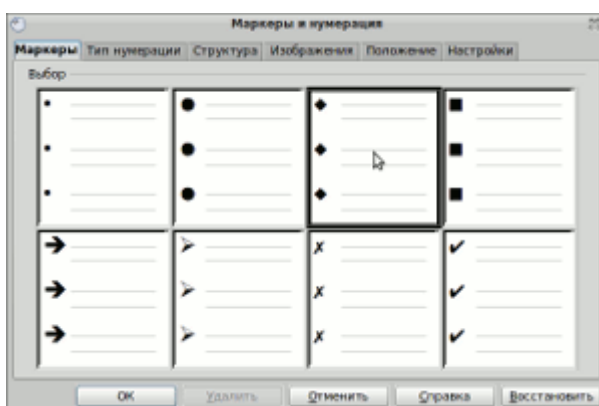 Маркеры и нумерация
Маркеры Тип нумерации Структура Изображения Положение Настройки
Выбор
ОК Удалить Отменить Справка Восстановить